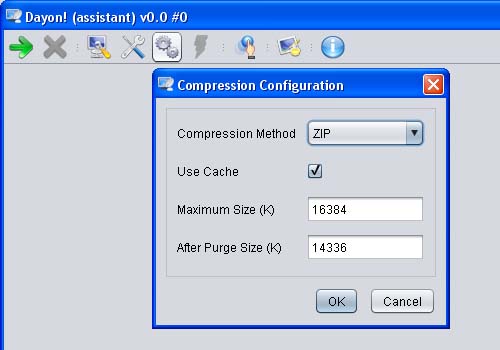 Dayon! (assistant) v0.0 #0
Compression Configuration
Compression Method ZIP
Use Cache
Maximum Size (K) 16384
After Purge Size (K) 14336
OK Cancel